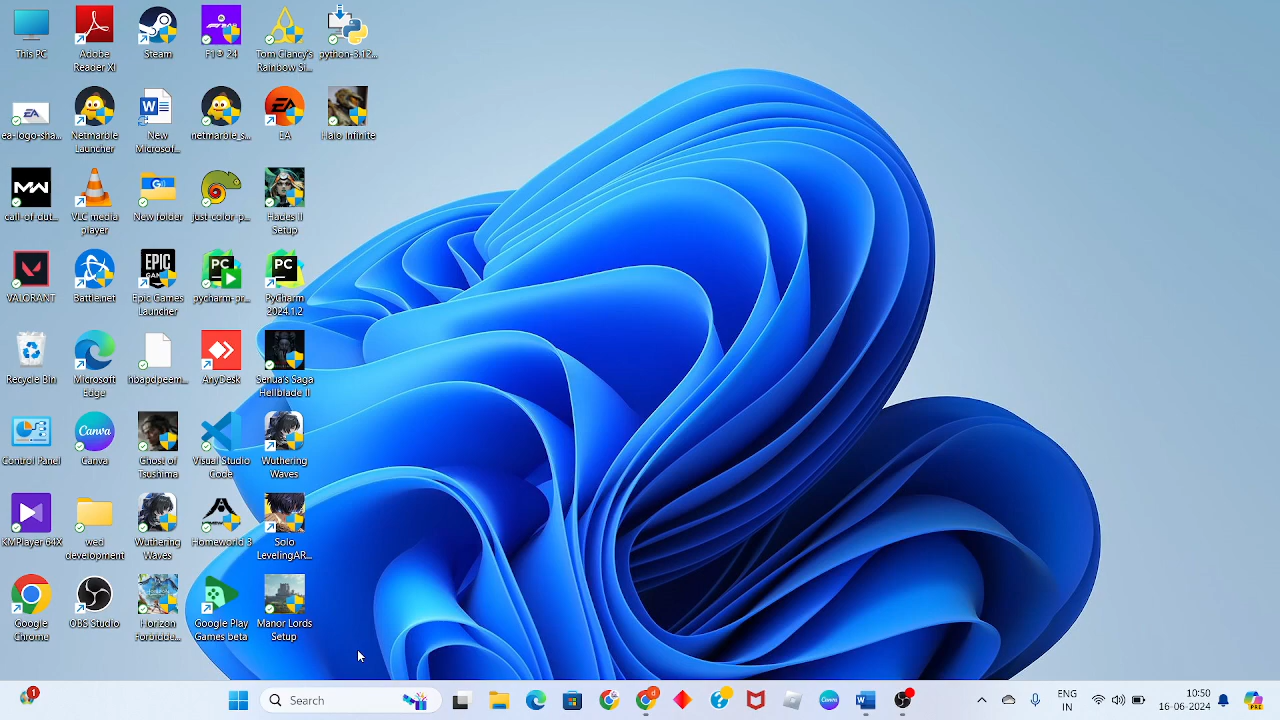 This PC
Adobe
Reader XI
Steam
F1® 24
Tom Clancy's
Rainbow Si...
python-3.12...
ea-logo-sha...
Netmarble
Launcher
New
Microsof...
netmarble_s...
EA
Halo Infinite
call-of-dut...
VLC media
player
New folder
just-color-p...
Hades II
Setup
VALORANT
Battle.net
Epic Games
Launcher
pycharm-pr...
PyCharm
2024.1.2
Recycle Bin
Microsoft
Edge
hbapdpeem...
AnyDesk
Senua's Saga
Hellblade II
Control Panel
Canva
Canva
Ghost of
Tsushima
Visual Studio
Code
Wuthering
Waves
KMPlayer 64X
wed
development
Wuthering
Waves
Homeworld 3
Solo
LevelingAR...
Google
Chrome
OBS Studio
Horizon
Forbidde...
Google Play
Games beta
Manor Lords
Setup
1
Search
ENG
IN
10:50
16-06-2024